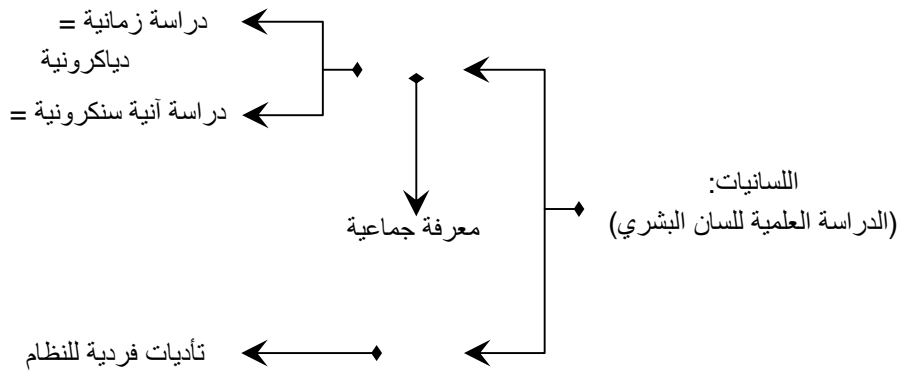 دراسة زمانية =
دياكرونية
دراسة آنية سنكرونية =
اللسانيات:
(الدراسة العلمية للسان البشري)
معرفة جماعية
تأديات فردية للنظام